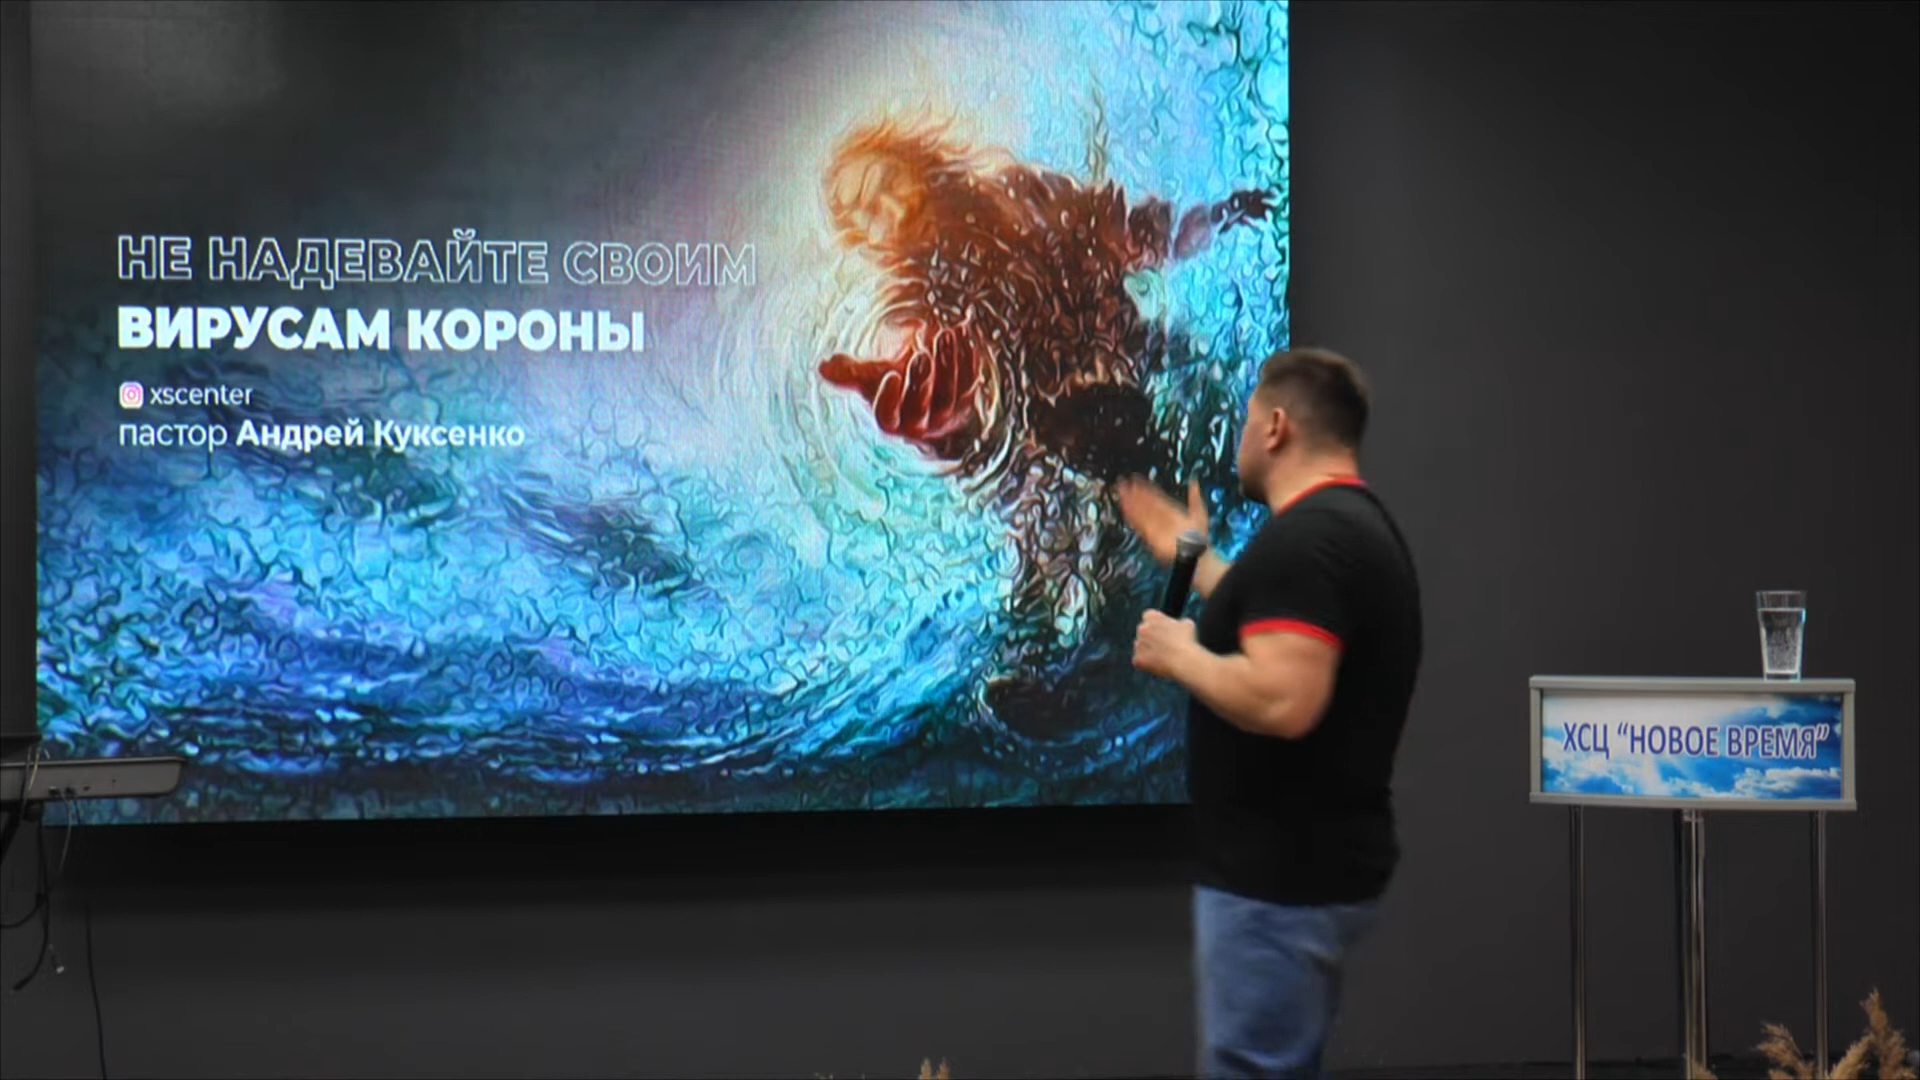 НЕ НАДЕВАЙТЕ СВОИМ
ВИРУСАМ КОРОНЫ
xscenter
пастор Андрей Куксенко
ХСЦ “НОВОЕ ВРЕМЯ”